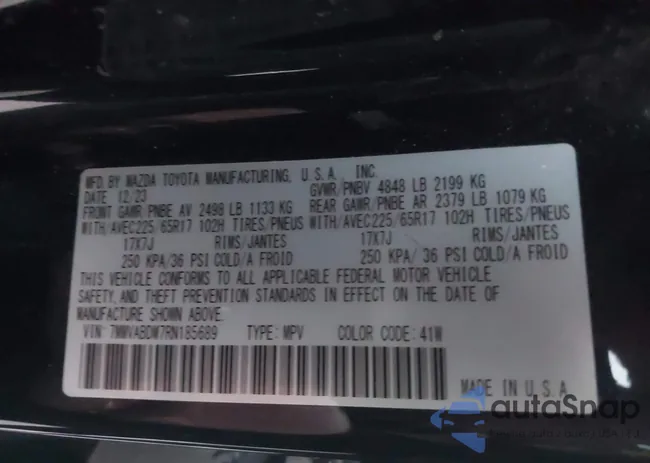 MFD. BY MAZDA TOYOTA MANUFACTURING, U.S.A., INC.
DATE 12/23 GVWR/PNBV 4848 LB 2199 KG
FRONT GAWR/PNBE AV 2498 LB 1133 KG REAR GAWR/PNBE AR 2379 LB 1079 KG
WITH/AVEC225/65R17 102H TIRES/PNEUS WITH/AVEC225/65R17 102H TIRES/PNEUS
17X7J RIMS/JANTES 17X7J RIMS/JANTES
250 KPA/36 PSI COLD/A FROID 250 KPA/36 PSI COLD/A FROID
THIS VEHICLE CONFORMS TO ALL APPLICABLE FEDERAL MOTOR VEHICLE
SAFETY, AND THEFT PREVENTION STANDARDS IN EFFECT ON THE DATE OF
MANUFACTURE SHOWN ABOVE.
VIN: 7MMVABDM7RN185689 TYPE: MPV COLOR CODE: 41W
MADE IN U.S.A.
autaSnap